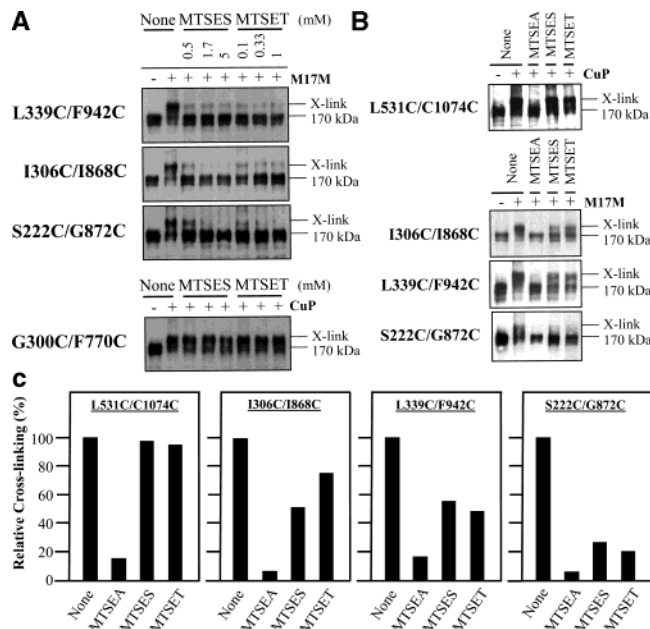 A
None MTSES MTSET (mM)
0.5 1.7 5 0.1 0.33 1
- + + + + + + + M17M
L339C/F942C X-link
170 kDa
I306C/I868C X-link
170 kDa
S222C/G872C X-link
170 kDa
None MTSES MTSET (mM)
- + + + + + + + CuP
G300C/F770C X-link
170 kDa
B
None MTSEA MTSES MTSET
- + + + + CuP
L531C/C1074C X-link
170 kDa
None MTSEA MTSES MTSET
- + + + + M17M
I306C/I868C X-link
170 kDa
L339C/F942C X-link
170 kDa
S222C/G872C X-link
170 kDa
C
Relative Cross-linking (%)
100
80
60
40
20
0
L531C/C1074C I306C/I868C L339C/F942C S222C/G872C
None MTSEA MTSES MTSET None MTSEA MTSES MTSET None MTSEA MTSES MTSET None MTSEA MTSES MTSET